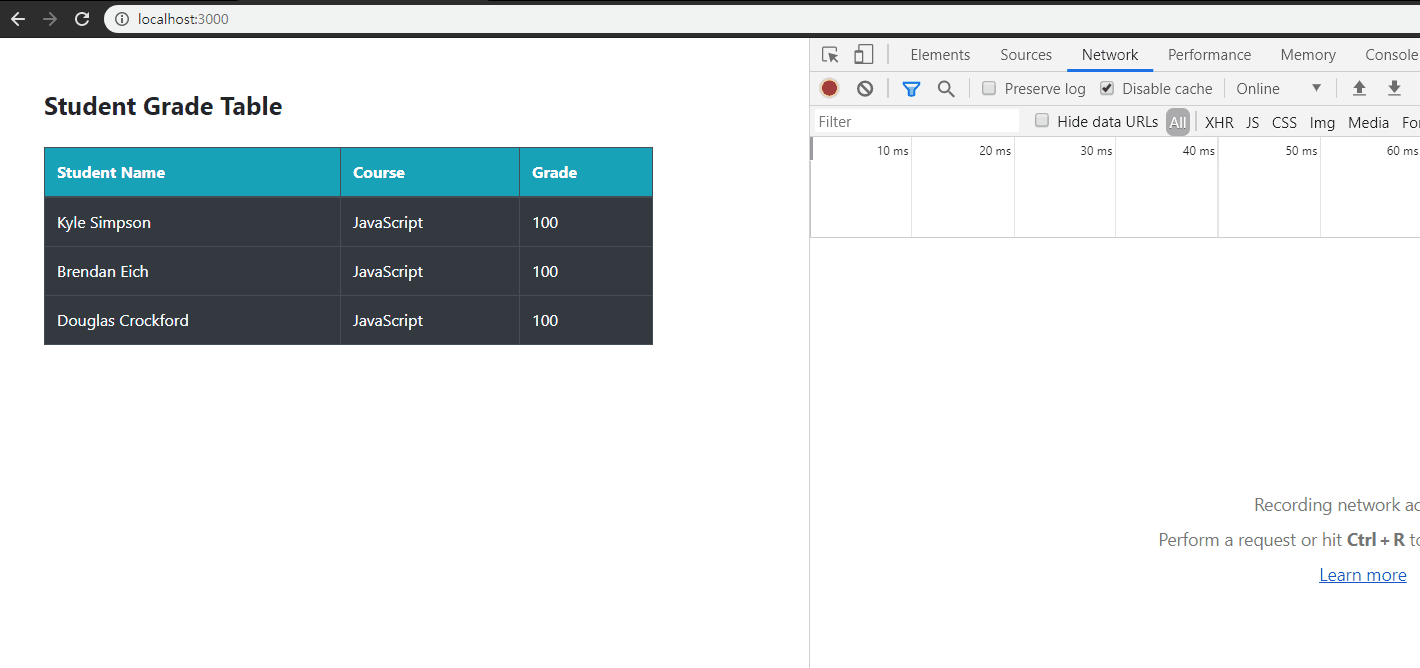 localhost:3000
Student Grade Table
Student Name Course Grade
Kyle Simpson JavaScript 100
Brendan Eich JavaScript 100
Douglas Crockford JavaScript 100
Elements Sources Network Performance Memory Console
Preserve log Disable cache Online
Filter Hide data URLs All XHR JS CSS Img Media Fo
10 ms 20 ms 30 ms 40 ms 50 ms 60 ms
Recording network ac
Perform a request or hit Ctrl + R to
Learn more